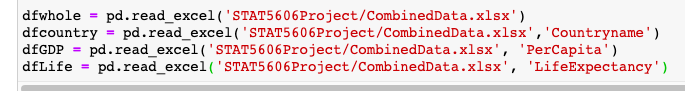 dfwhole = pd.read_excel('STAT5606Project/CombinedData.xlsx')
dfcountry = pd.read_excel('STAT5606Project/CombinedData.xlsx','Countryname')
dfGDP = pd.read_excel('STAT5606Project/CombinedData.xlsx', 'PerCapita')
dfLife = pd.read_excel('STAT5606Project/CombinedData.xlsx', 'LifeExpectancy')